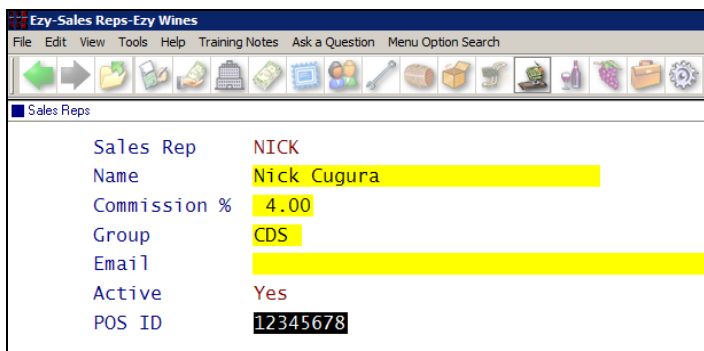 Ezy-Sales Reps-Ezy Wines
File Edit View Tools Help Training Notes Ask a Question Menu Option Search
Sales Reps
Sales Rep NICK
Name Nick Cugura
Commission % 4.00
Group CDS
Email
Active Yes
POS ID 12345678